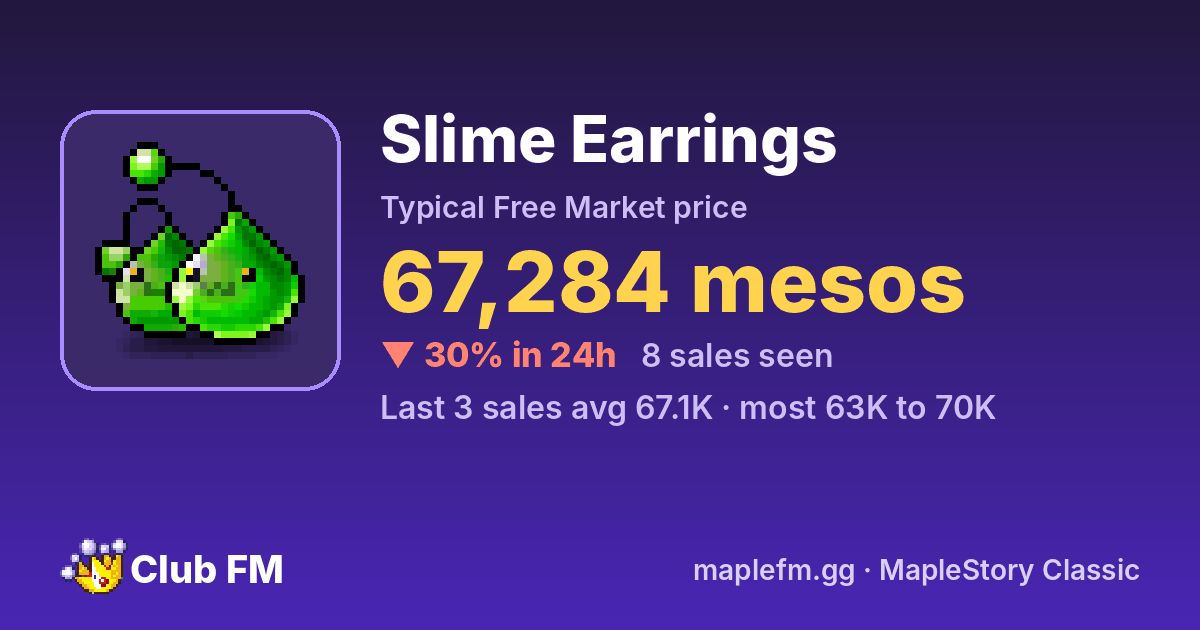 Slime Earrings
Typical Free Market price
67,284 mesos
▼ 30% in 24h 8 sales seen
Last 3 sales avg 67.1K · most 63K to 70K
Club FM
maplefm.gg · MapleStory Classic